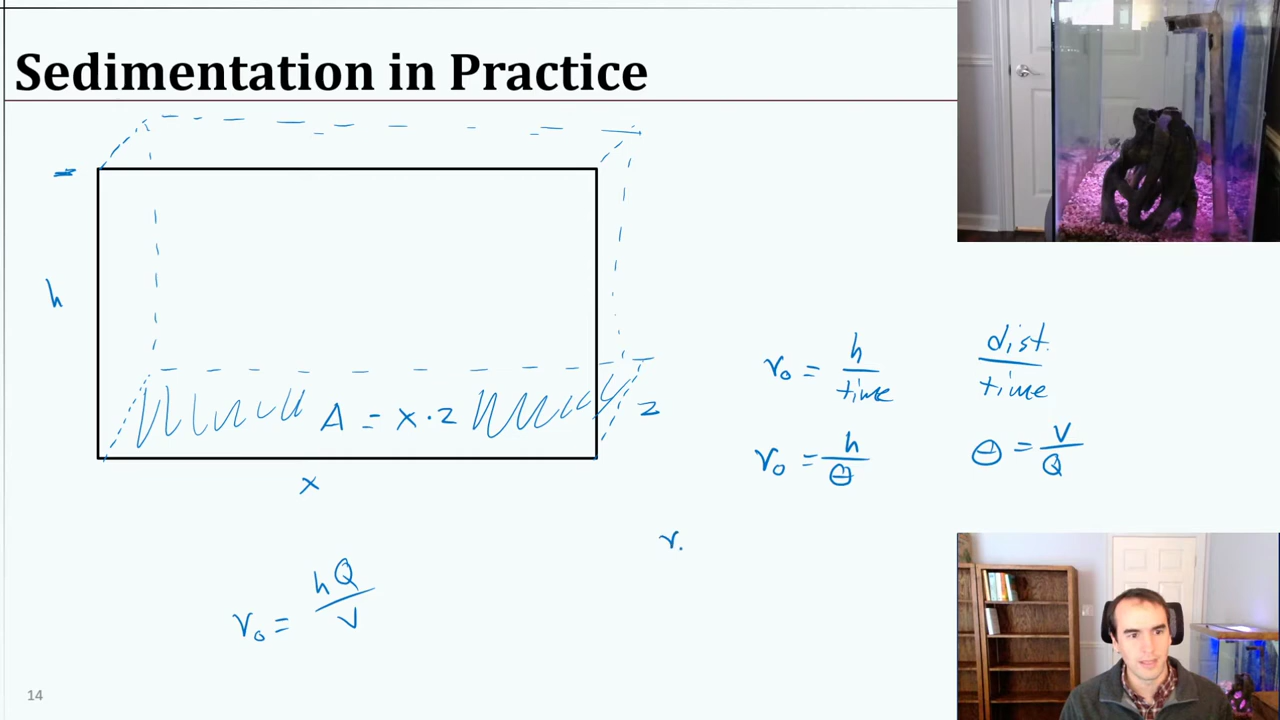 Sedimentation in Practice
h
A = x · z
z
x
v₀ = h / time
dist. / time
v₀ = h / Θ
Θ = V / Q
v.
v₀ = hQ / V
14